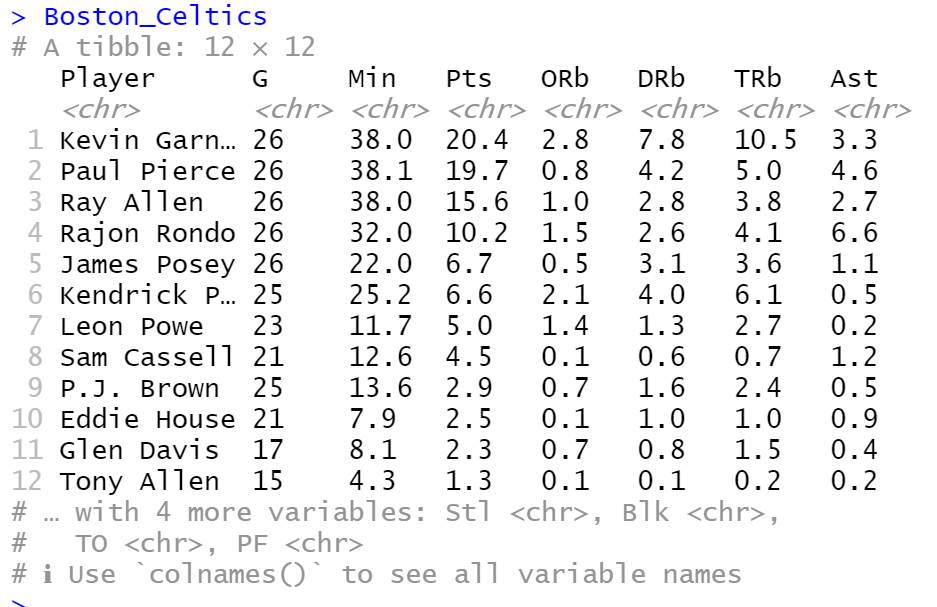 > Boston_Celtics
# A tibble: 12 × 12
Player G Min Pts ORb DRb TRb Ast
<chr> <chr> <chr> <chr> <chr> <chr> <chr> <chr>
1 Kevin Garn… 26 38.0 20.4 2.8 7.8 10.5 3.3
2 Paul Pierce 26 38.1 19.7 0.8 4.2 5.0 4.6
3 Ray Allen 26 38.0 15.6 1.0 2.8 3.8 2.7
4 Rajon Rondo 26 32.0 10.2 1.5 2.6 4.1 6.6
5 James Posey 26 22.0 6.7 0.5 3.1 3.6 1.1
6 Kendrick P… 25 25.2 6.6 2.1 4.0 6.1 0.5
7 Leon Powe 23 11.7 5.0 1.4 1.3 2.7 0.2
8 Sam Cassell 21 12.6 4.5 0.1 0.6 0.7 1.2
9 P.J. Brown 25 13.6 2.9 0.7 1.6 2.4 0.5
10 Eddie House 21 7.9 2.5 0.1 1.0 1.0 0.9
11 Glen Davis 17 8.1 2.3 0.7 0.8 1.5 0.4
12 Tony Allen 15 4.3 1.3 0.1 0.1 0.2 0.2
# … with 4 more variables: Stl <chr>, Blk <chr>,
# TO <chr>, PF <chr>
# ℹ Use `colnames()` to see all variable names
>